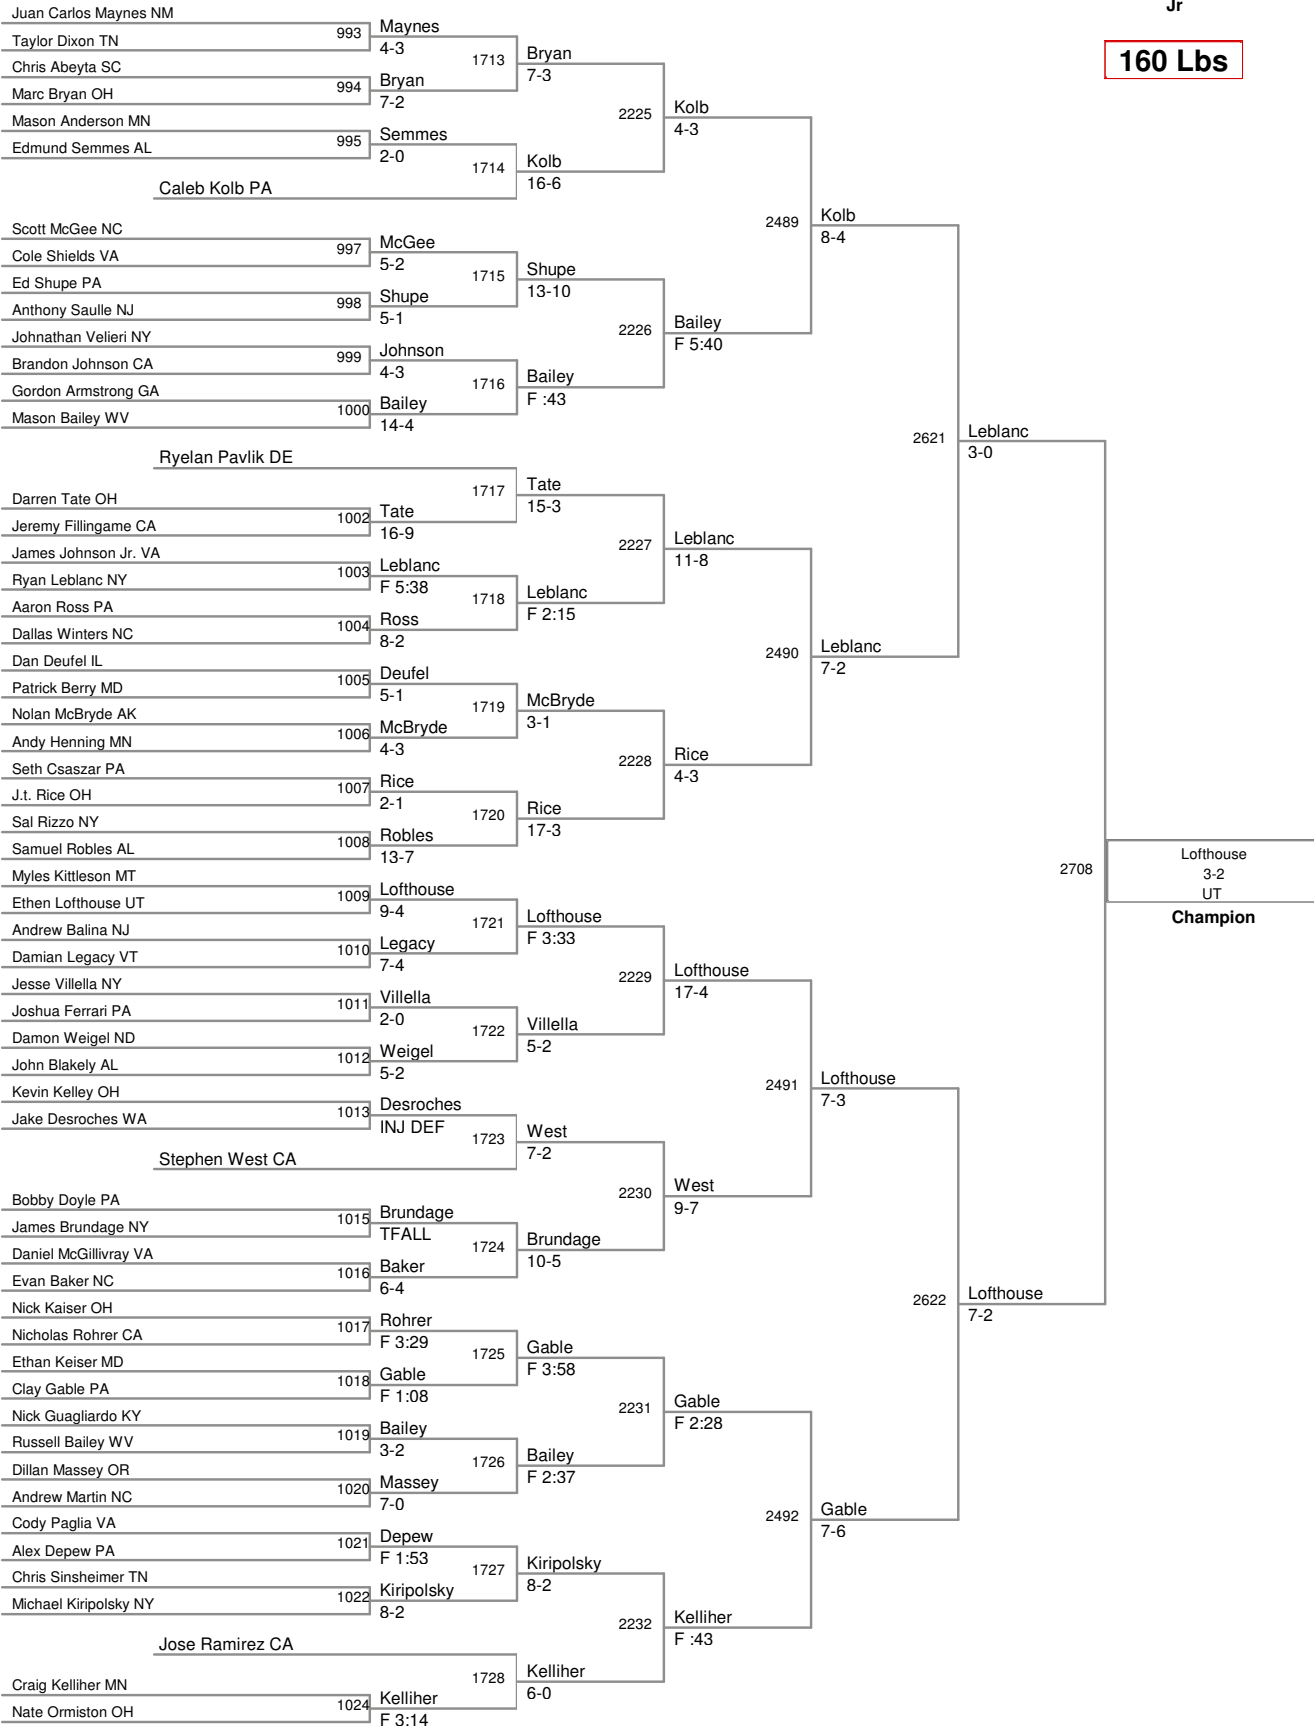 Jr
160 Lbs
Juan Carlos Maynes NM
993
Taylor Dixon TN
Maynes
4-3
1713
Chris Abeyta SC
994
Marc Bryan OH
Bryan
7-2
Bryan
7-3
2225
Mason Anderson MN
995
Edmund Semmes AL
Semmes
2-0
1714
Caleb Kolb PA
Kolb
16-6
Kolb
4-3
2489
Scott McGee NC
997
Cole Shields VA
McGee
5-2
1715
Ed Shupe PA
998
Anthony Saulle NJ
Shupe
5-1
Shupe
13-10
2226
Johnathan Velieri NY
999
Brandon Johnson CA
Johnson
4-3
1716
Gordon Armstrong GA
1000
Mason Bailey WV
Bailey
14-4
Bailey
F :43
Bailey
F 5:40
Kolb
8-4
2621
Ryelan Pavlik DE
1717
Darren Tate OH
1002
Jeremy Fillingame CA
Tate
16-9
Tate
15-3
2227
James Johnson Jr. VA
1003
Ryan Leblanc NY
Leblanc
F 5:38
1718
Aaron Ross PA
1004
Dallas Winters NC
Ross
8-2
Leblanc
F 2:15
Leblanc
11-8
2490
Dan Deufel IL
1005
Patrick Berry MD
Deufel
5-1
1719
Nolan McBryde AK
1006
Andy Henning MN
McBryde
4-3
McBryde
3-1
2228
Seth Csaszar PA
1007
J.t. Rice OH
Rice
2-1
1720
Sal Rizzo NY
1008
Samuel Robles AL
Robles
13-7
Rice
17-3
Rice
4-3
Leblanc
7-2
Leblanc
3-0
2708
Myles Kittleson MT
1009
Ethen Lofthouse UT
Lofthouse
9-4
1721
Andrew Balina NJ
1010
Damian Legacy VT
Legacy
7-4
Lofthouse
F 3:33
2229
Jesse Villella NY
1011
Joshua Ferrari PA
Villella
2-0
1722
Damon Weigel ND
1012
John Blakely AL
Weigel
5-2
Villella
5-2
Lofthouse
17-4
2491
Kevin Kelley OH
1013
Jake Desroches WA
Desroches
INJ DEF
1723
Stephen West CA
West
7-2
2230
Bobby Doyle PA
1015
James Brundage NY
Brundage
TFALL
1724
Daniel McGillivray VA
1016
Evan Baker NC
Baker
6-4
Brundage
10-5
West
9-7
Lofthouse
7-3
2622
Nick Kaiser OH
1017
Nicholas Rohrer CA
Rohrer
F 3:29
1725
Ethan Keiser MD
1018
Clay Gable PA
Gable
F 1:08
Gable
F 3:58
2231
Nick Guagliardo KY
1019
Russell Bailey WV
Bailey
3-2
1726
Dillan Massey OR
1020
Andrew Martin NC
Massey
7-0
Bailey
F 2:37
Gable
F 2:28
2492
Cody Paglia VA
1021
Alex Depew PA
Depew
F 1:53
1727
Chris Sinsheimer TN
1022
Michael Kiripolsky NY
Kiripolsky
8-2
Kiripolsky
8-2
2232
Jose Ramirez CA
1728
Craig Kelliher MN
1024
Nate Ormiston OH
Kelliher
F 3:14
Kelliher
6-0
Kelliher
F :43
Gable
7-6
Lofthouse
7-2
Lofthouse
3-2
UT
Champion